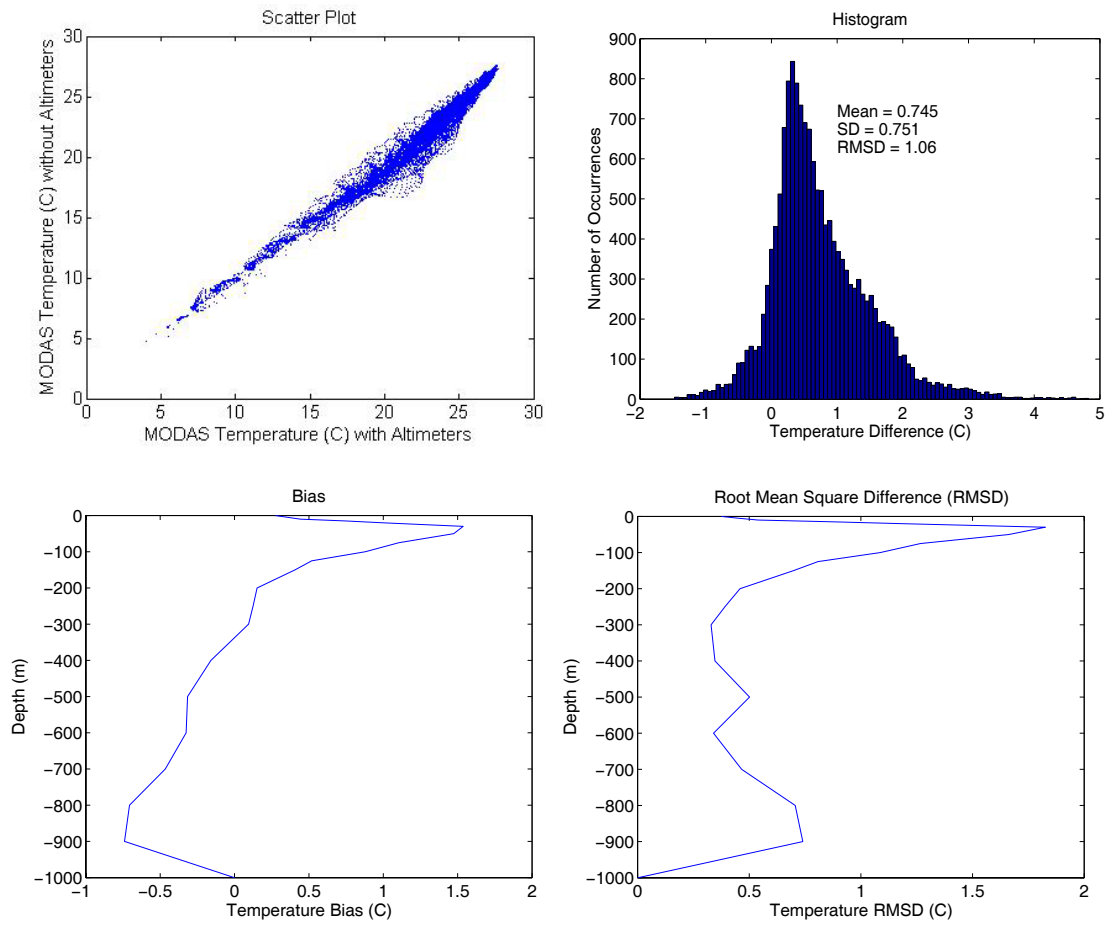 Scatter Plot
30
25
20
15
10
5
0
0 5 10 15 20 25 30
MODAS Temperature (C) without Altimeters
MODAS Temperature (C) with Altimeters
Histogram
900
800
700
600
500
400
300
200
100
0
−2 −1 0 1 2 3 4 5
Number of Occurrences
Temperature Difference (C)
Mean = 0.745
SD = 0.751
RMSD = 1.06
Bias
0
−100
−200
−300
−400
−500
−600
−700
−800
−900
−1000
−1 −0.5 0 0.5 1 1.5 2
Depth (m)
Temperature Bias (C)
Root Mean Square Difference (RMSD)
0
−100
−200
−300
−400
−500
−600
−700
−800
−900
−1000
0 0.5 1 1.5 2
Depth (m)
Temperature RMSD (C)